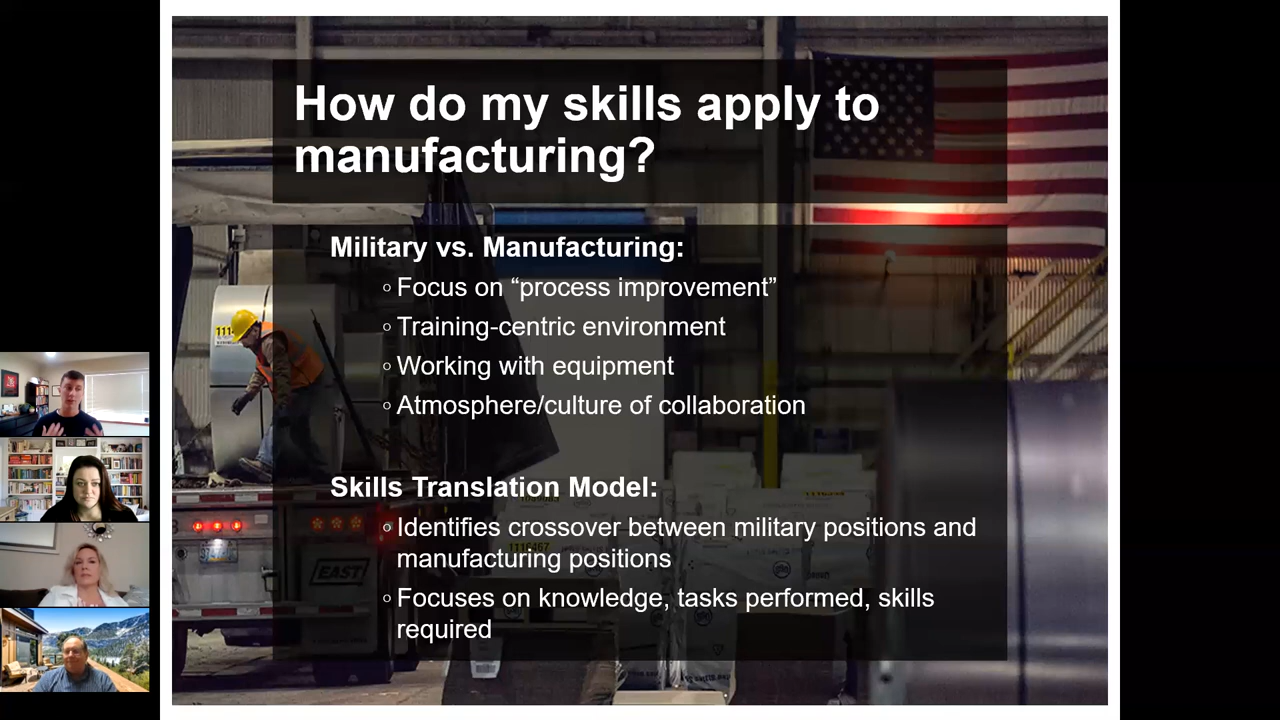 How do my skills apply to
manufacturing?
Military vs. Manufacturing:
○ Focus on “process improvement”
○ Training-centric environment
○ Working with equipment
○ Atmosphere/culture of collaboration
Skills Translation Model:
○ Identifies crossover between military positions and
manufacturing positions
○ Focuses on knowledge, tasks performed, skills
required
1116467
EAST